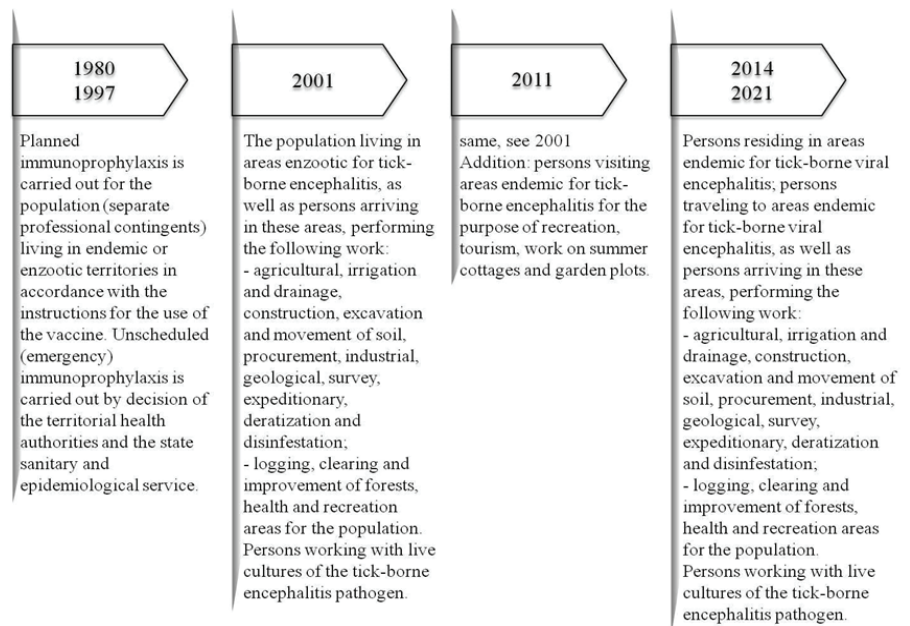 1980
1997
Planned
immunoprophylaxis is
carried out for the
population (separate
professional contingents)
living in endemic or
enzootic territories in
accordance with the
instructions for the use of
the vaccine. Unscheduled
(emergency)
immunoprophylaxis is
carried out by decision of
the territorial health
authorities and the state
sanitary and
epidemiological service.
2001
The population living in
areas enzootic for tick-
borne encephalitis, as
well as persons arriving
in these areas, performing
the following work:
- agricultural, irrigation
and drainage,
construction, excavation
and movement of soil,
procurement, industrial,
geological, survey,
expeditionary,
deratization and
disinfestation;
- logging, clearing and
improvement of forests,
health and recreation
areas for the population.
Persons working with live
cultures of the tick-borne
encephalitis pathogen.
2011
same, see 2001
Addition: persons visiting
areas endemic for tick-
borne encephalitis for the
purpose of recreation,
tourism, work on summer
cottages and garden plots.
2014
2021
Persons residing in areas
endemic for tick-borne viral
encephalitis; persons
traveling to areas endemic
for tick-borne viral
encephalitis, as well as
persons arriving in these
areas, performing the
following work:
- agricultural, irrigation and
drainage, construction,
excavation and movement of
soil, procurement, industrial,
geological, survey,
expeditionary, deratization
and disinfestation;
- logging, clearing and
improvement of forests,
health and recreation areas
for the population.
Persons working with live
cultures of the tick-borne
encephalitis pathogen.